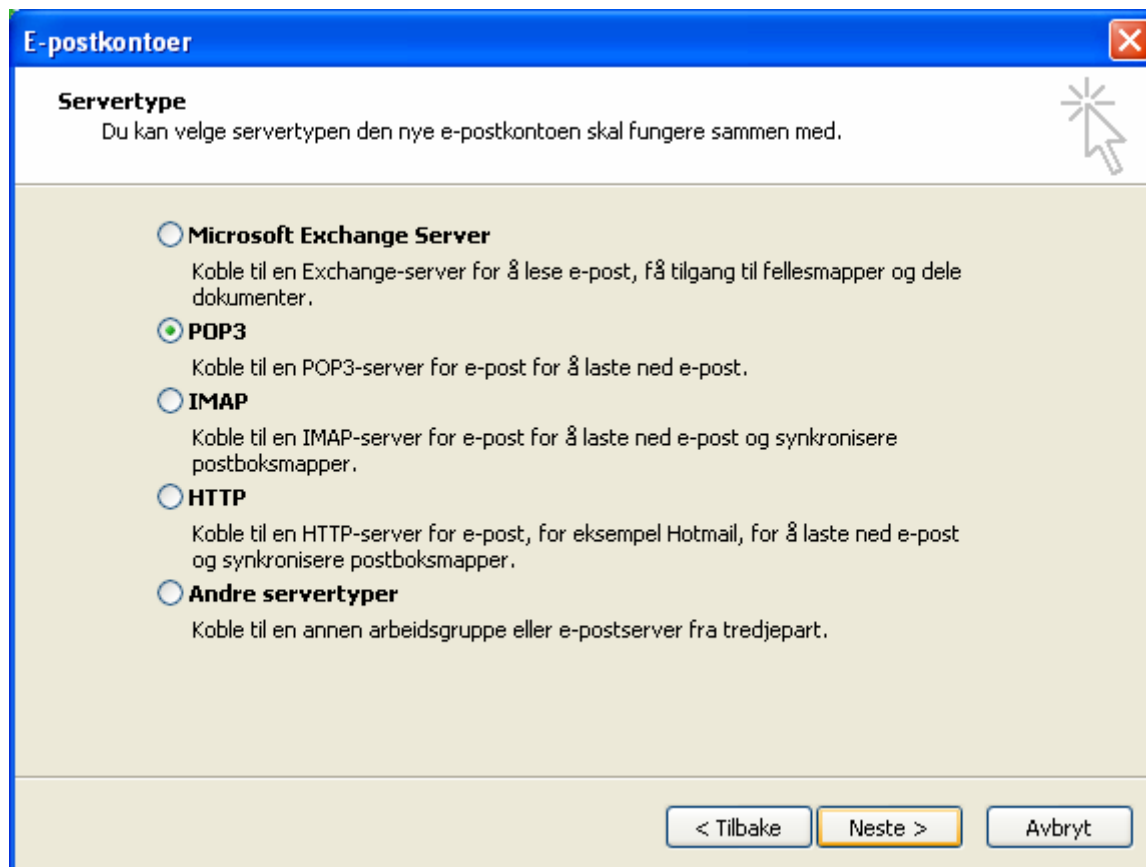 E-postkontoer
Servertype
Du kan velge servertypen den nye e-postkontoen skal fungere sammen med.
Microsoft Exchange Server
Koble til en Exchange-server for å lese e-post, få tilgang til fellesmapper og dele
dokumenter.
POP3
Koble til en POP3-server for e-post for å laste ned e-post.
IMAP
Koble til en IMAP-server for e-post for å laste ned e-post og synkronisere
postboksmapper.
HTTP
Koble til en HTTP-server for e-post, for eksempel Hotmail, for å laste ned e-post
og synkronisere postboksmapper.
Andre servertyper
Koble til en annen arbeidsgruppe eller e-postserver fra tredjepart.
< Tilbake
Neste >
Avbryt